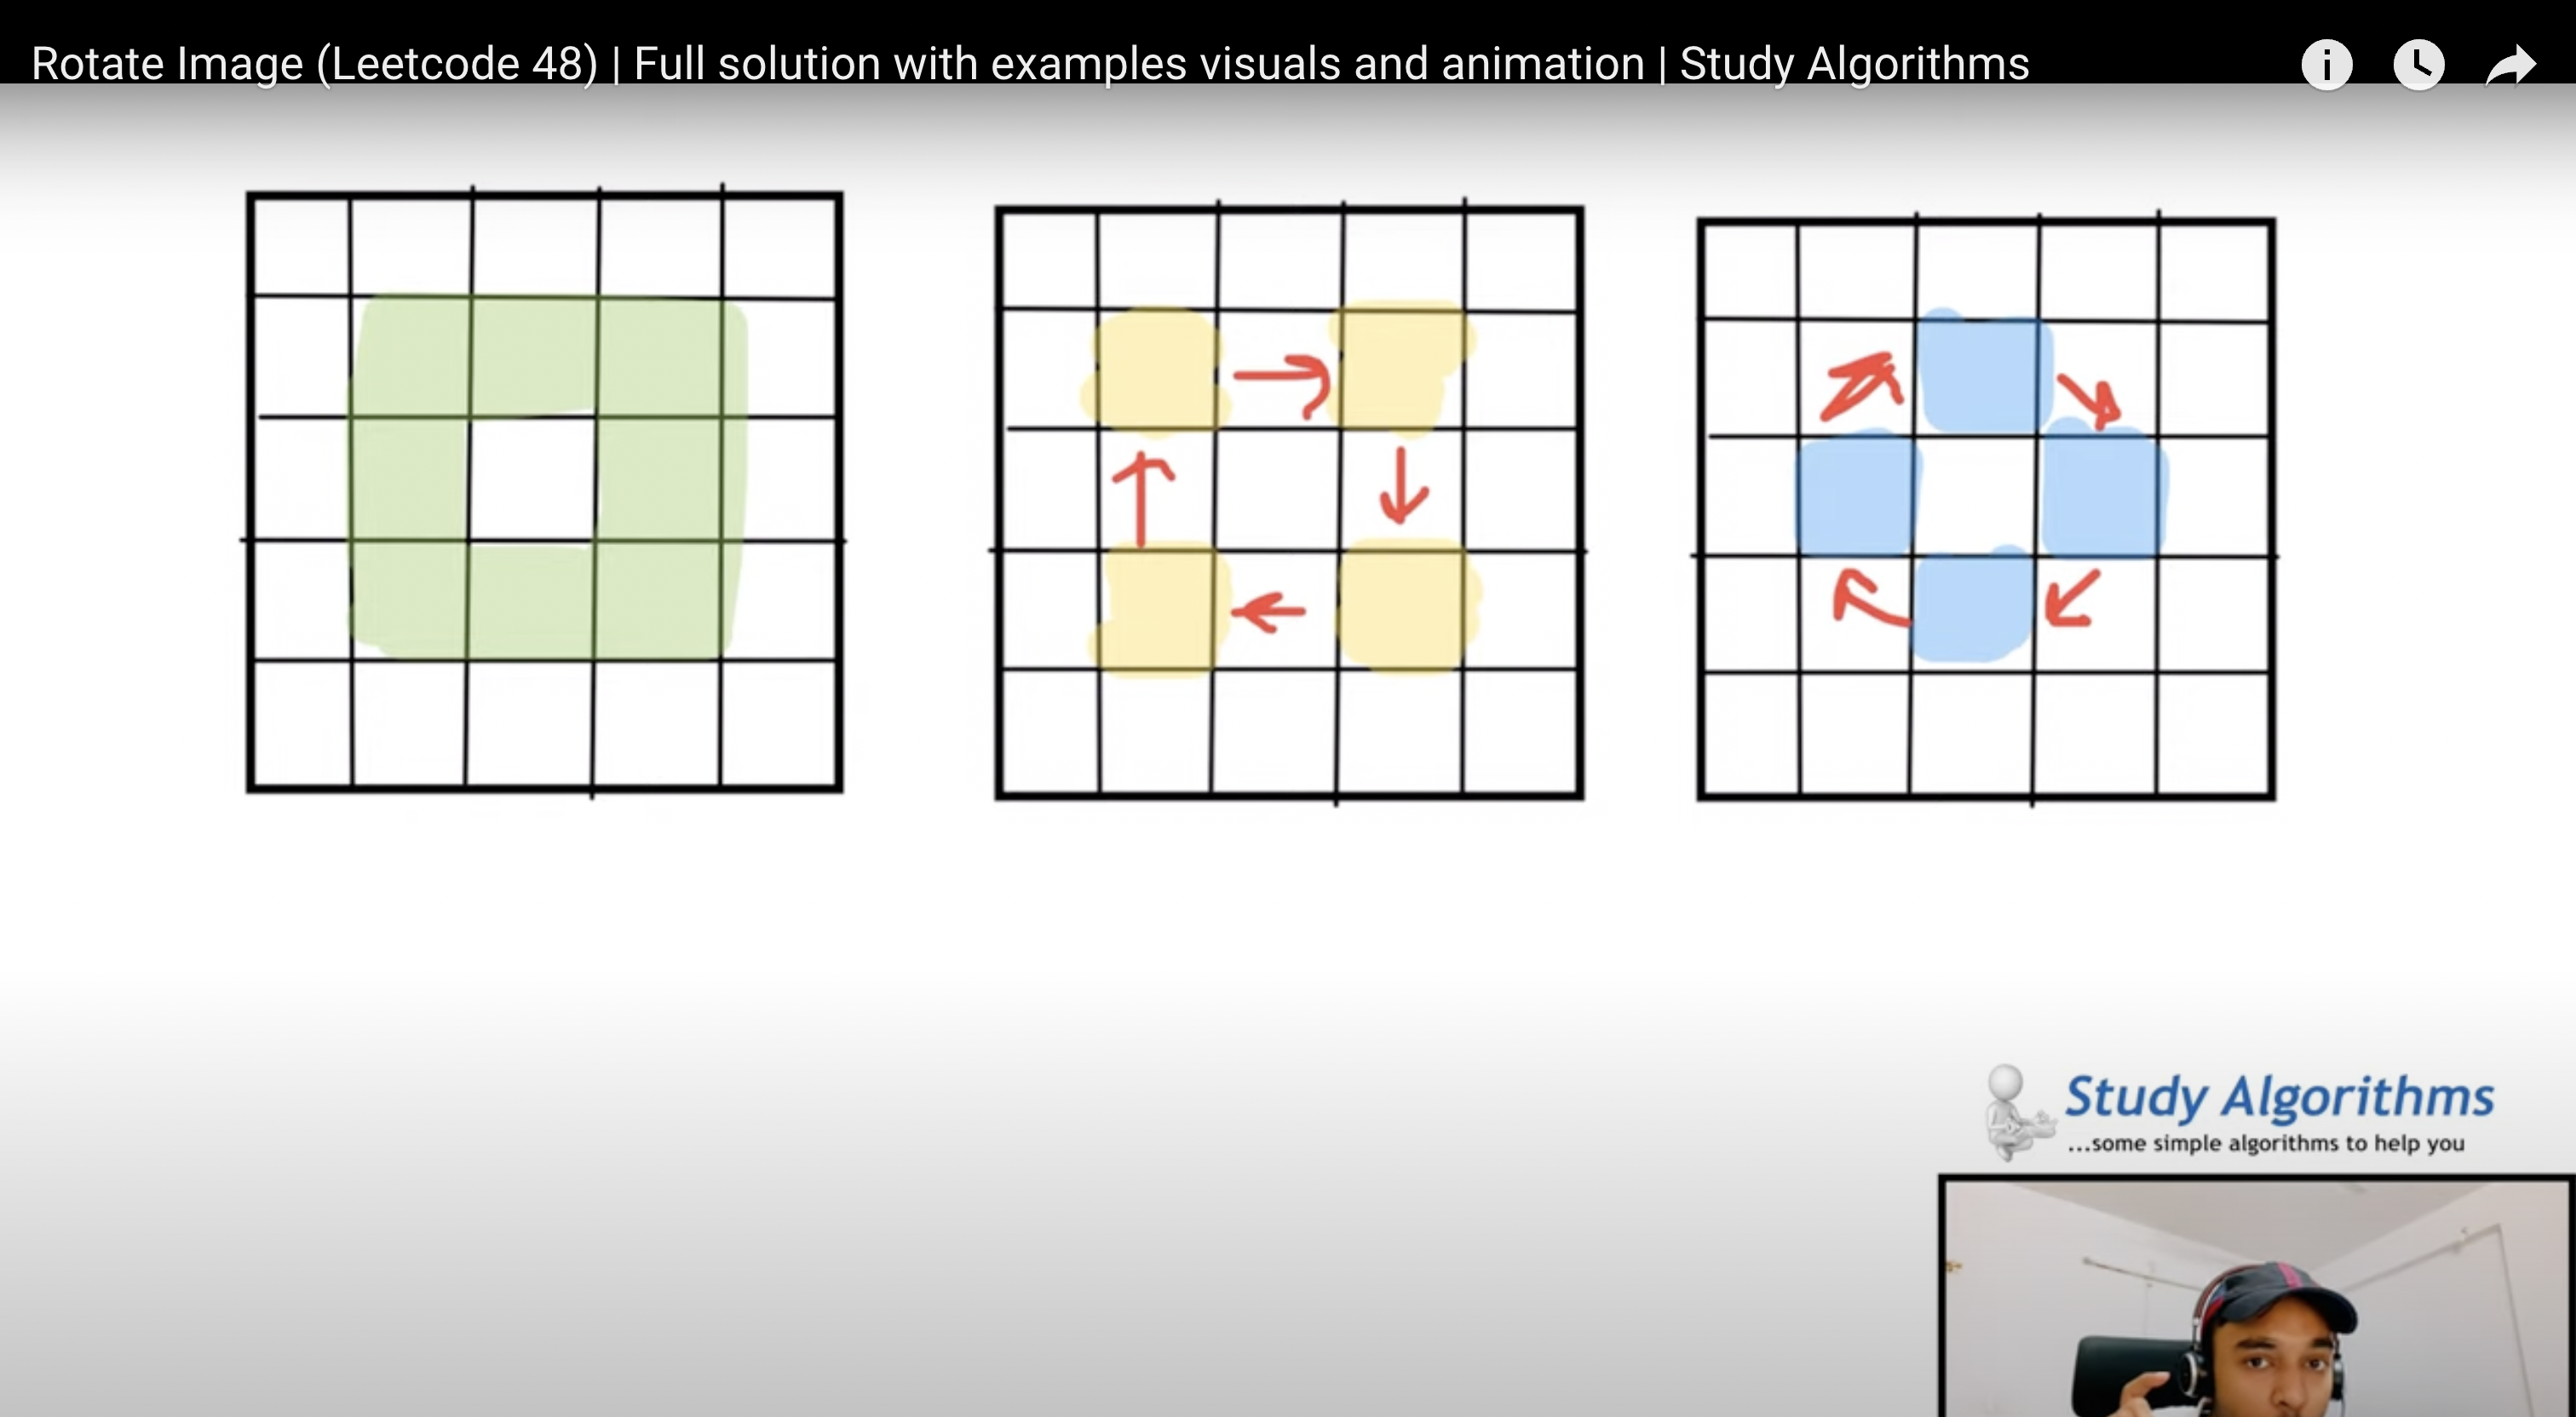 Rotate Image (Leetcode 48) | Full solution with examples visuals and animation | Study Algorithms
Study Algorithms
...some simple algorithms to help you